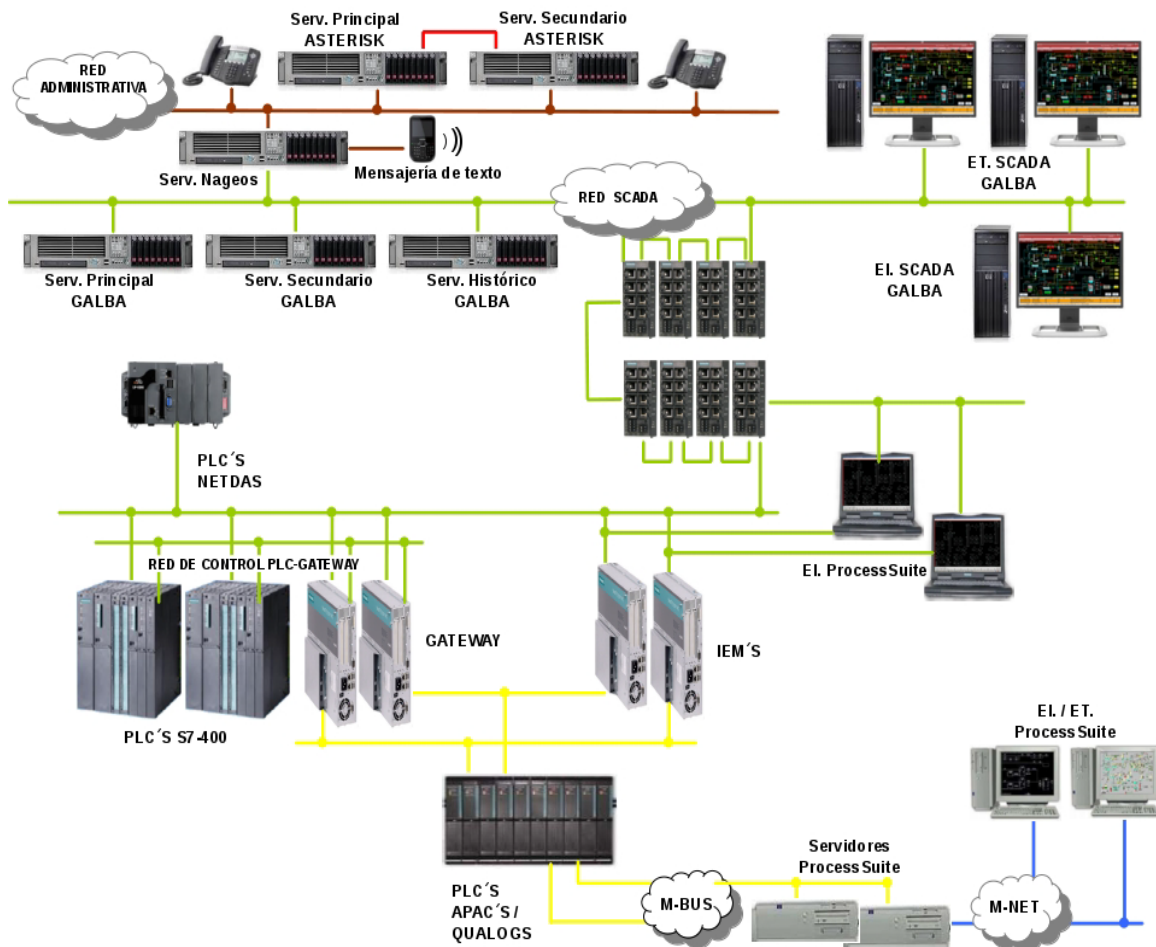 Serv. Principal
ASTERISK
Serv. Secundario
ASTERISK
RED
ADMINISTRATIVA
Serv. Nageos
Mensajería de texto
ET. SCADA
GALBA
RED SCADA
Serv. Principal
GALBA
Serv. Secundario
GALBA
Serv. Histórico
GALBA
EI. SCADA
GALBA
PLC´S
NETDAS
RED DE CONTROL PLC-GATEWAY
EI. ProcessSuite
GATEWAY
IEM´S
PLC´S S7-400
EI. / ET.
ProcessSuite
Servidores
ProcessSuite
PLC´S
APAC´S /
QUALOGS
M-BUS
M-NET